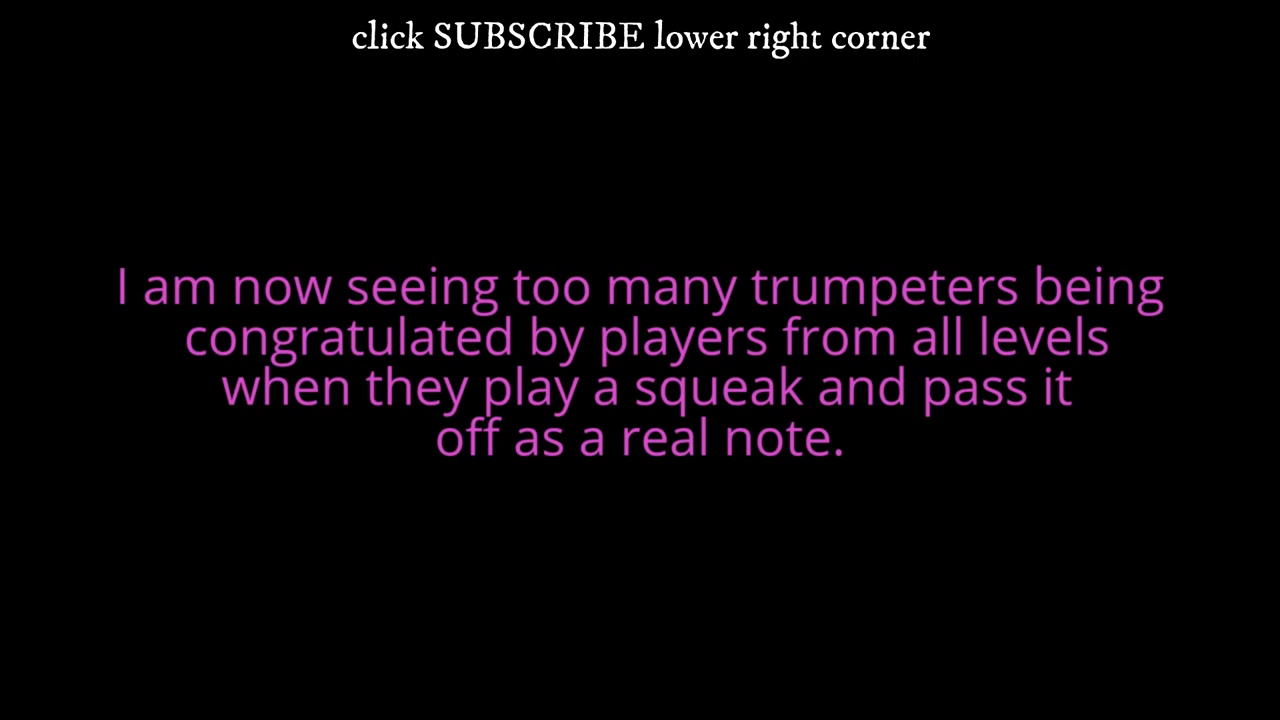 click SUBSCRIBE lower right corner
I am now seeing too many trumpeters being
congratulated by players from all levels
when they play a squeak and pass it
off as a real note.